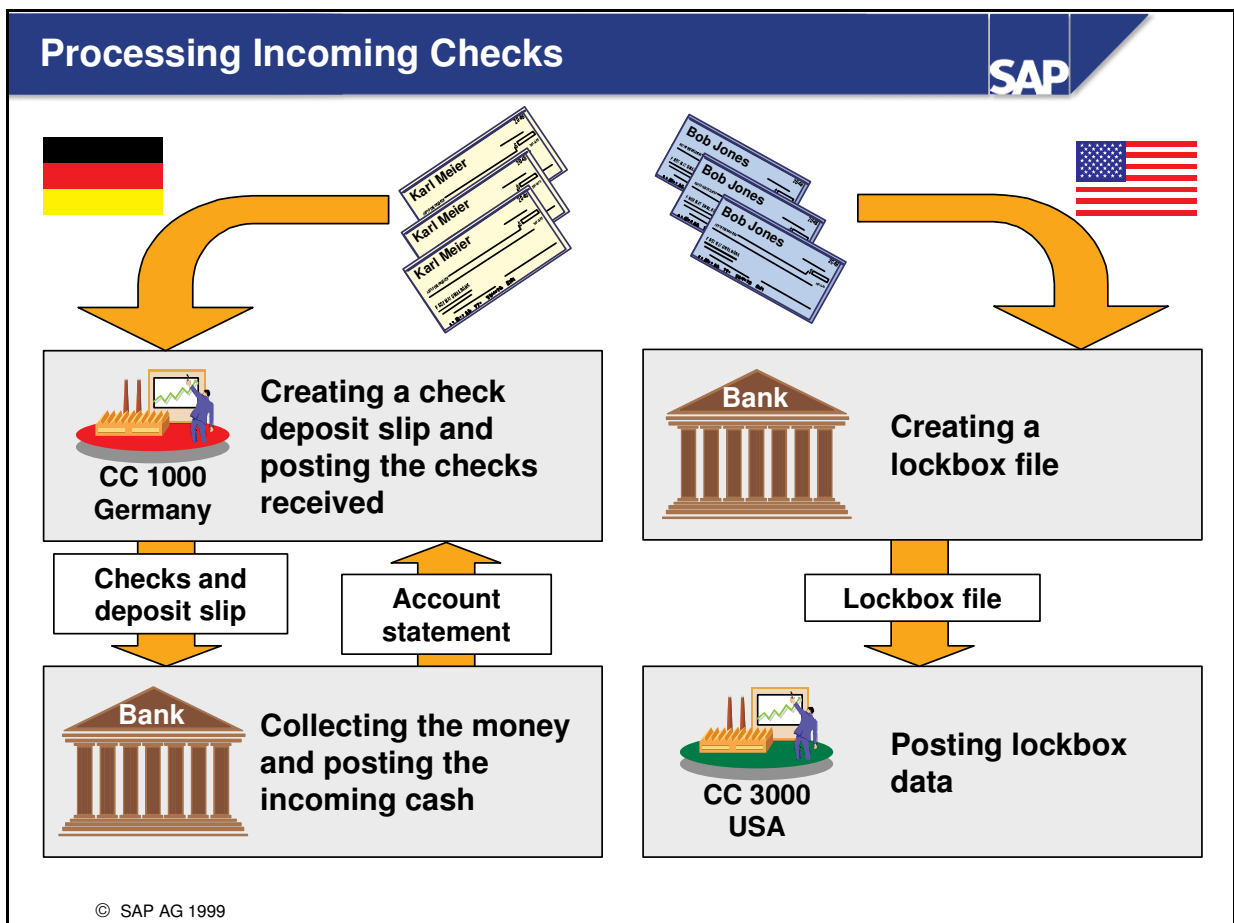 Processing Incoming Checks
SAP
Karl Meier
Karl Meier
Karl Meier
Bob Jones
Bob Jones
Bob Jones
CC 1000
Germany
Creating a check
deposit slip and
posting the checks
received
Checks and
deposit slip
Account
statement
Bank
Collecting the money
and posting the
incoming cash
Bank
Creating a
lockbox file
Lockbox file
CC 3000
USA
Posting lockbox
data
© SAP AG 1999